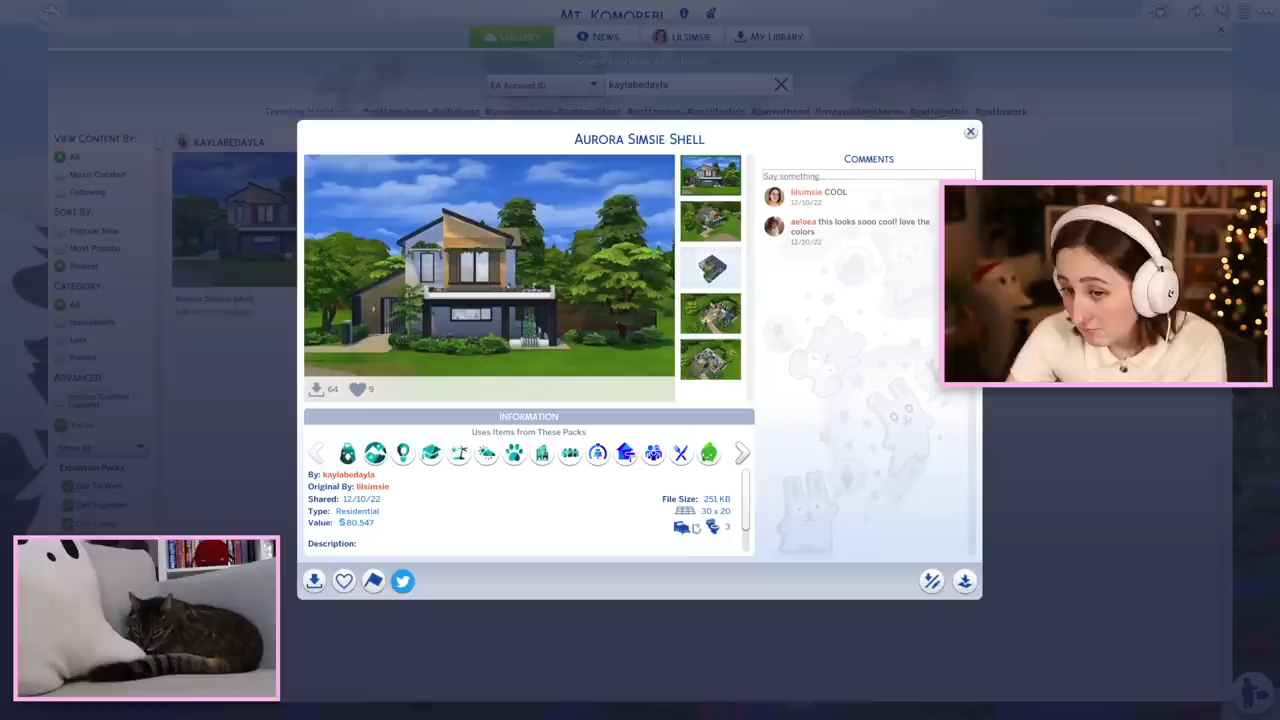 MT. KOMOREBI
NEWS
LILSIMSIE
MY LIBRARY
EA Account ID
kaylabedayla
VIEW CONTENT BY:
All
Maxis Curated
Following
SORT BY:
Popular Now
Most Popular
Newest
CATEGORY:
All
Households
Lots
Rooms
ADVANCED:
Include Custom
Content
Packs
Show All
Expansion Packs
Get To Work
Get Together
City Living
KAYLABEDAYLA
Aurora Simsie Shell
AURORA SIMSIE SHELL
64
9
INFORMATION
Uses Items from These Packs
By: kaylabedayla
Original By: lilsimsie
Shared: 12/10/22
Type: Residential
Value: §80,547
File Size: 251 KB
30 x 20
3
Description:
COMMENTS
Say something...
lilsimsie COOL
12/10/22
aeloea this looks sooo cool! love the
colors
12/10/22